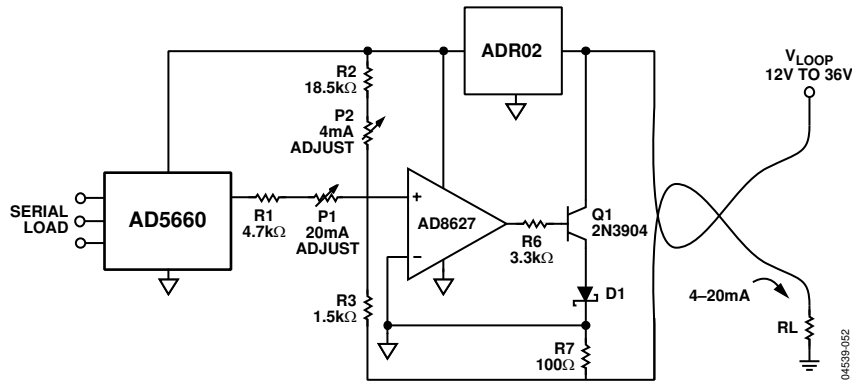 ADR02
V_LOOP
12V TO 36V
R2
18.5kΩ
P2
4mA
ADJUST
SERIAL
LOAD
AD5660
R1
4.7kΩ
P1
20mA
ADJUST
+
−
AD8627
R6
3.3kΩ
Q1
2N3904
D1
R3
1.5kΩ
R7
100Ω
4–20mA
RL
04539-052